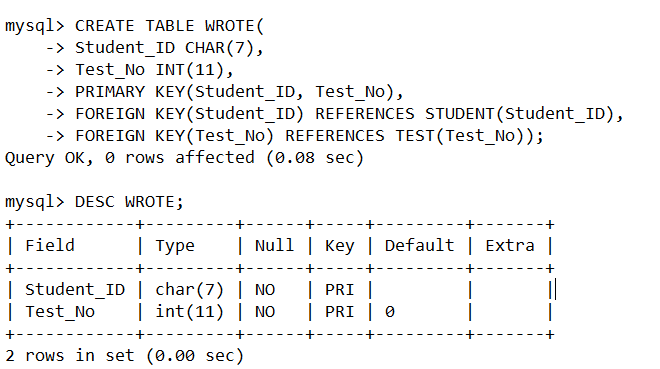 mysql> CREATE TABLE WROTE(
    -> Student_ID CHAR(7),
    -> Test_No INT(11),
    -> PRIMARY KEY(Student_ID, Test_No),
    -> FOREIGN KEY(Student_ID) REFERENCES STUDENT(Student_ID),
    -> FOREIGN KEY(Test_No) REFERENCES TEST(Test_No));
Query OK, 0 rows affected (0.08 sec)

mysql> DESC WROTE;
+------------+---------+------+-----+---------+-------+
| Field      | Type    | Null | Key | Default | Extra |
+------------+---------+------+-----+---------+-------+
| Student_ID | char(7) | NO   | PRI |         |       |
| Test_No    | int(11) | NO   | PRI | 0       |       |
+------------+---------+------+-----+---------+-------+
2 rows in set (0.00 sec)